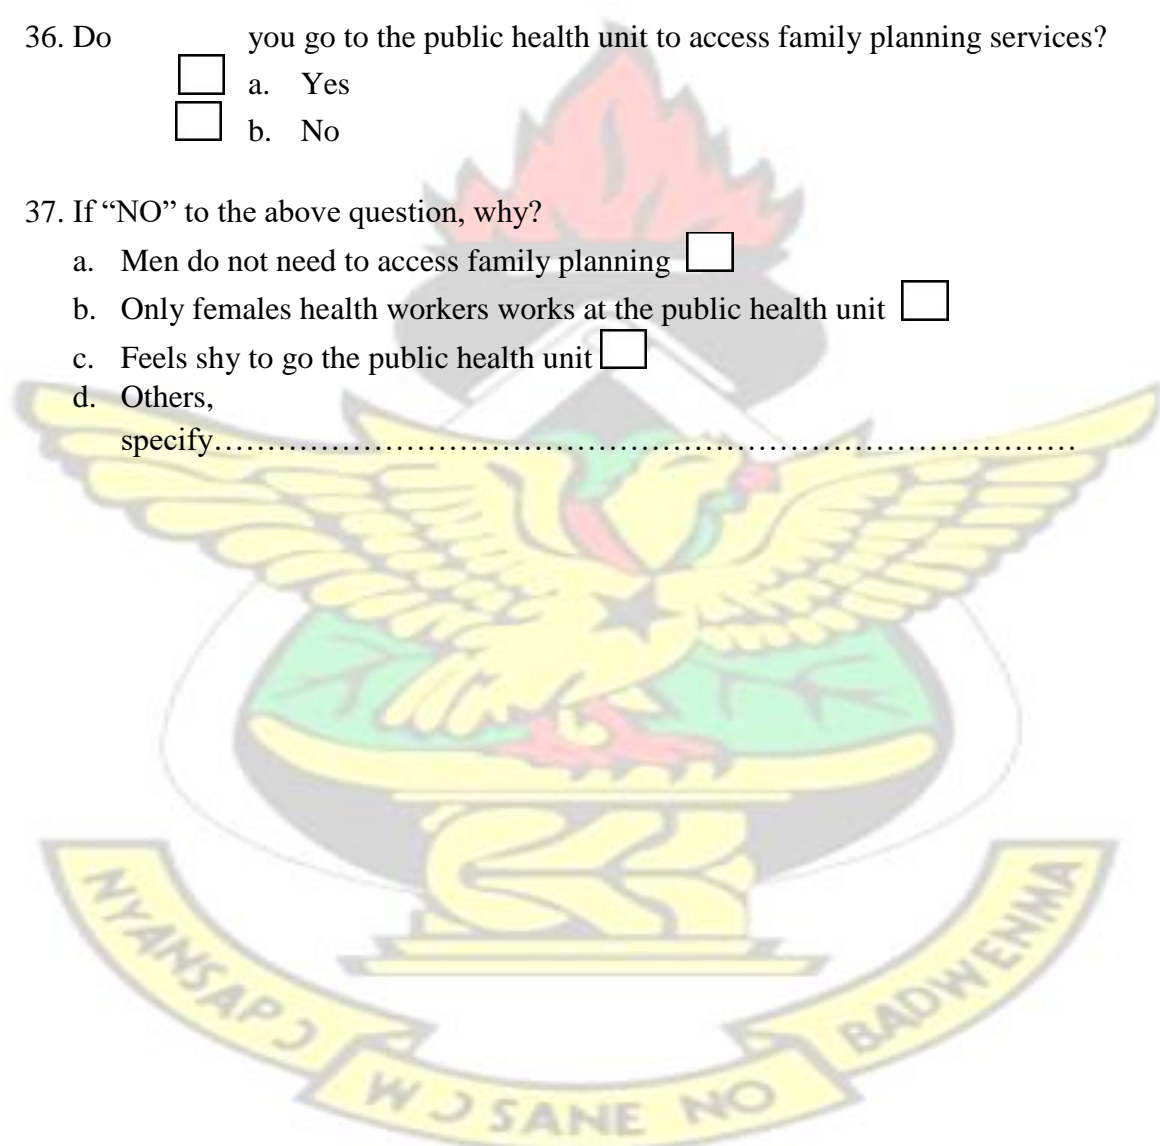 36. Do you go to the public health unit to access family planning services?
a. Yes
b. No
37. If “NO” to the above question, why?
a. Men do not need to access family planning
b. Only females health workers works at the public health unit
c. Feels shy to go the public health unit
d. Others,
specify……………………………………………………………………
NYANSAPƆ
WƆ SANE NO
BADWENMA